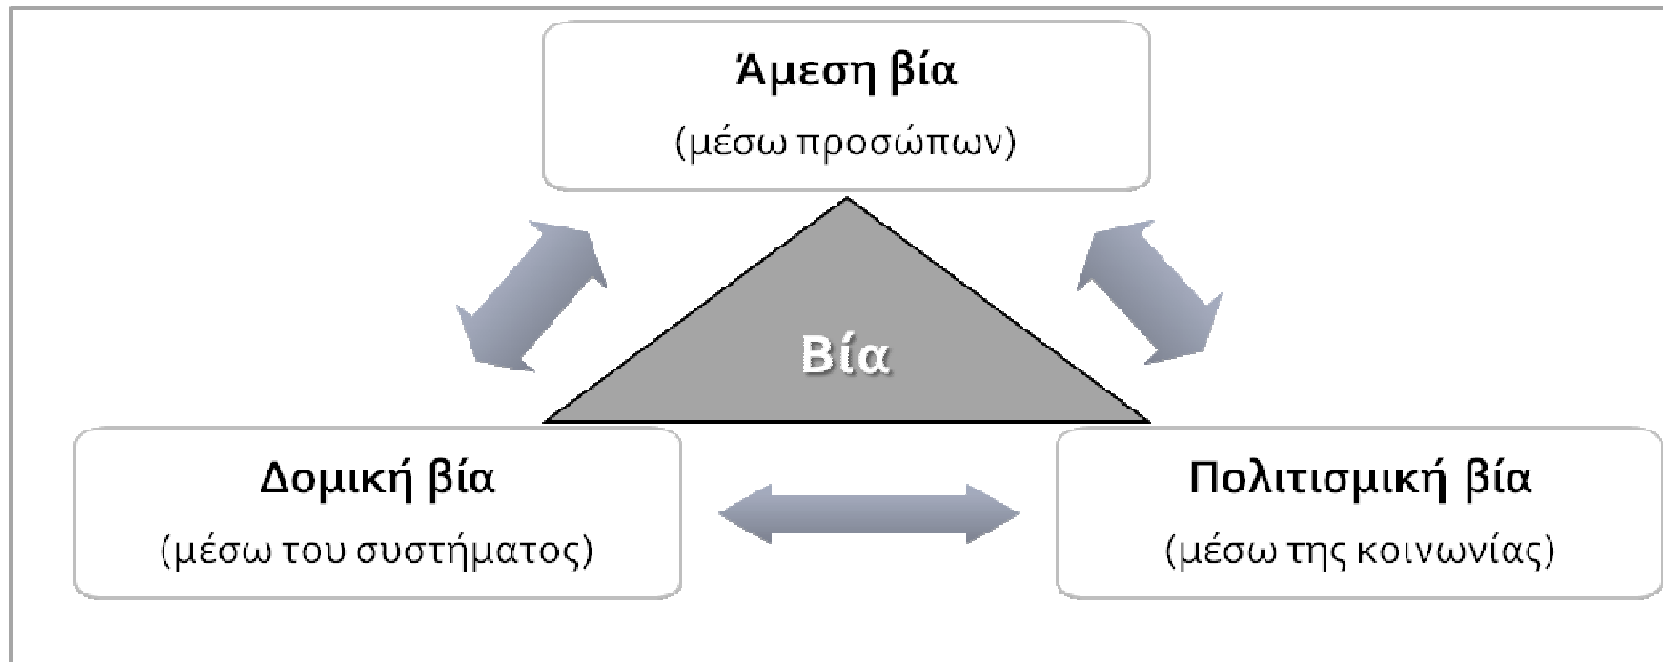 Άμεση βία
(μέσω προσώπων)
Βία
Δομική βία
(μέσω του συστήματος)
Πολιτισμική βία
(μέσω της κοινωνίας)